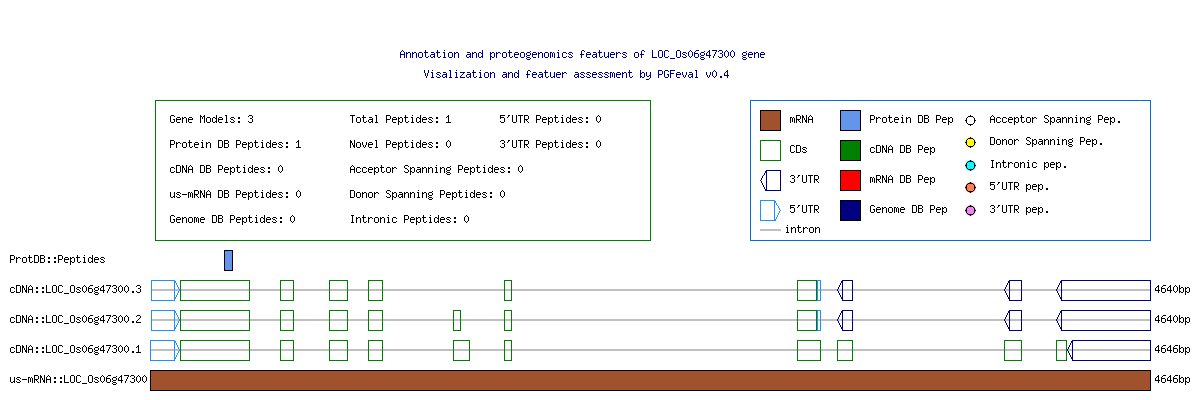 Annotation and proteogenomics featuers of LOC_Os06g47300 gene
Visalization and featuer assessment by PGFeval v0.4
Gene Models: 3 Total Peptides: 1 5'UTR Peptides: 0
Protein DB Peptides: 1 Novel Peptides: 0 3'UTR Peptides: 0
cDNA DB Peptides: 0 Acceptor Spanning Peptides: 0
us-mRNA DB Peptides: 0 Donor Spanning Peptides: 0
Genome DB Peptides: 0 Intronic Peptides: 0
mRNA Protein DB Pep Acceptor Spanning Pep.
CDs cDNA DB Pep Donor Spanning Pep.
Intronic pep.
3'UTR mRNA DB Pep 5'UTR pep.
5'UTR Genome DB Pep 3'UTR pep.
intron
ProtDB::Peptides
cDNA::LOC_Os06g47300.3 4640bp
cDNA::LOC_Os06g47300.2 4640bp
cDNA::LOC_Os06g47300.1 4646bp
us-mRNA::LOC_Os06g47300 4646bp